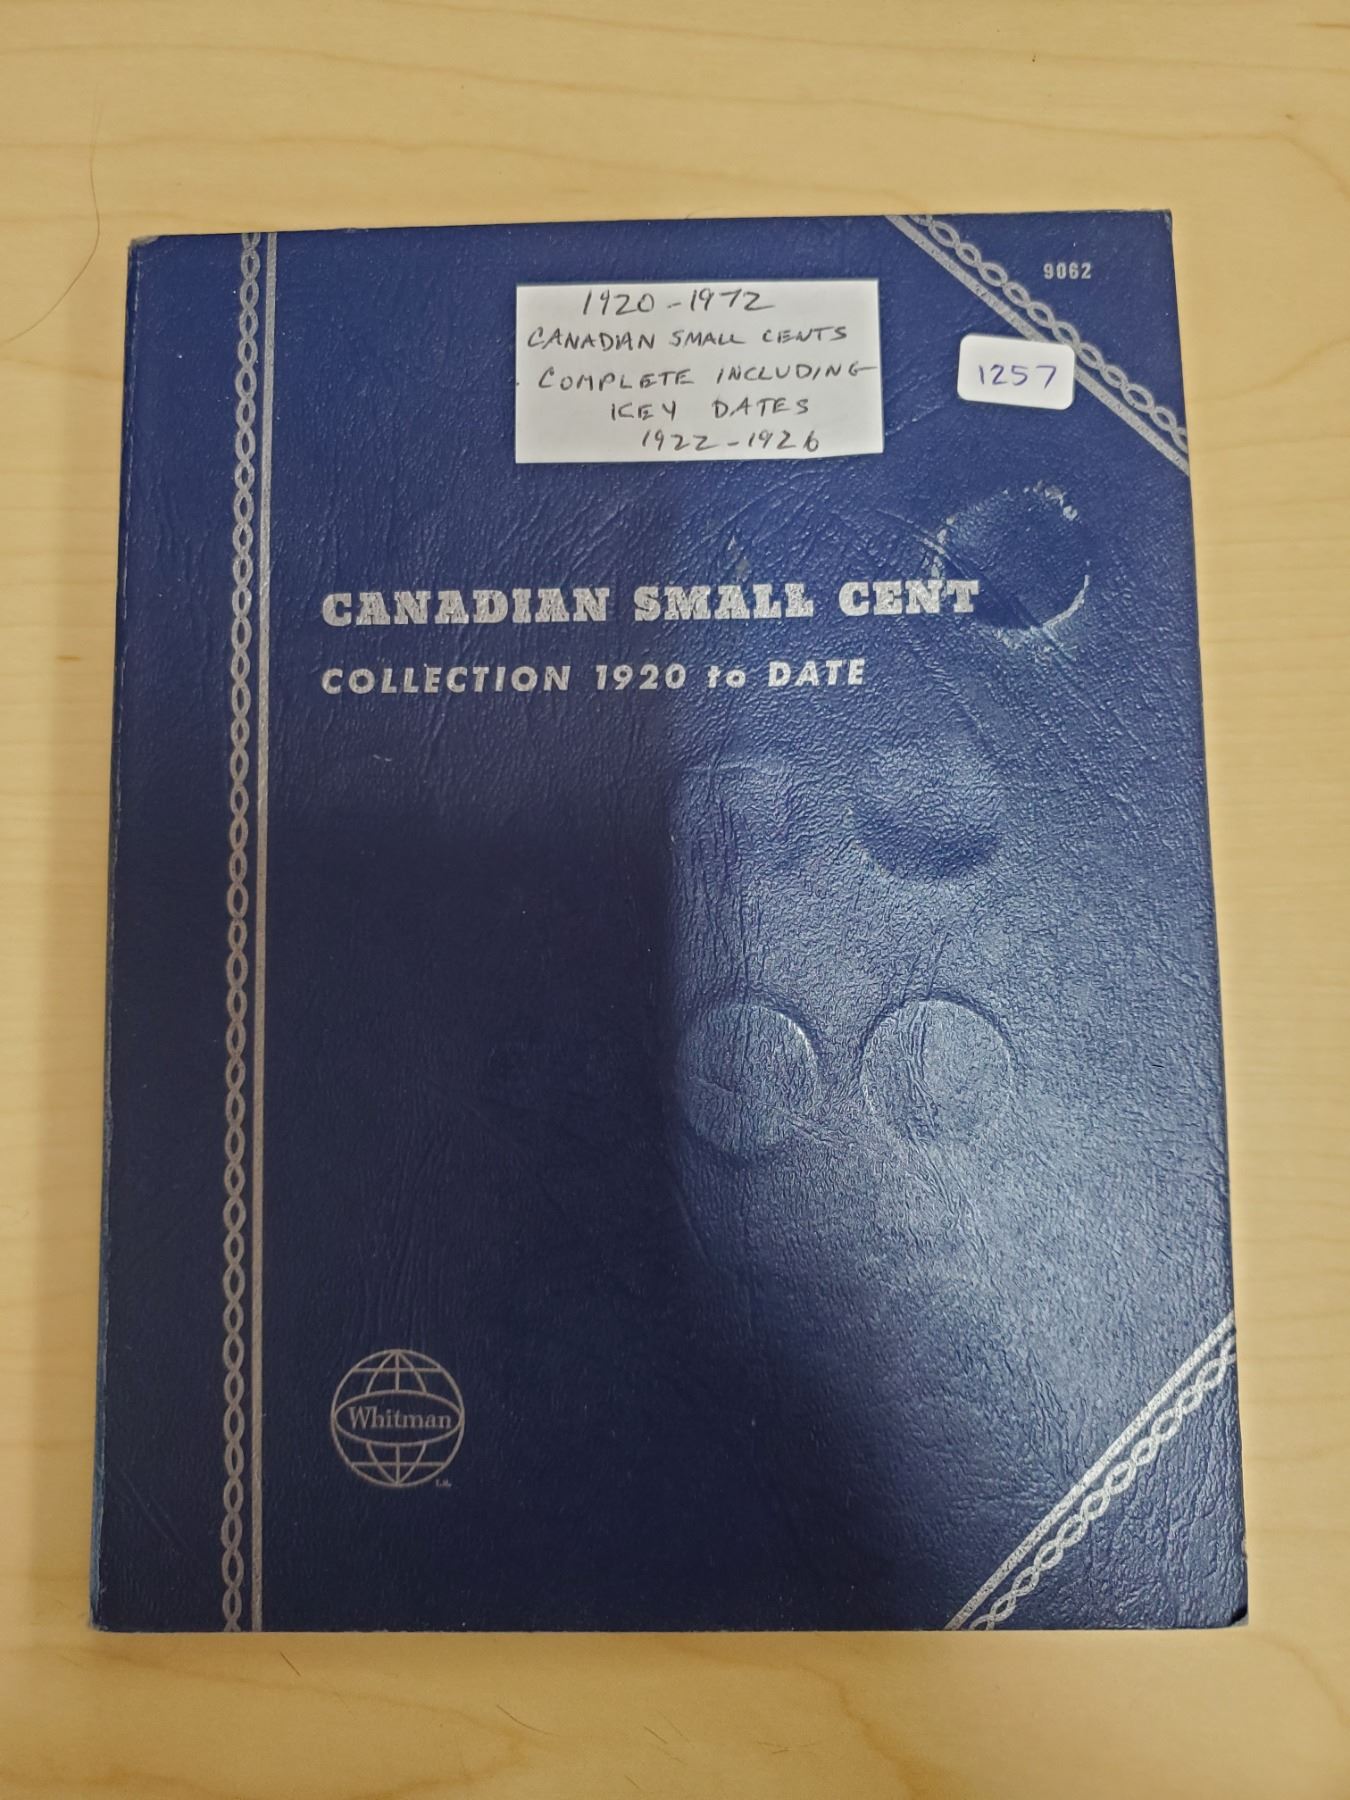 9062
1920-1972
CANADIAN SMALL CENTS
COMPLETE INCLUDING
KEY DATES
1922-1926
1257
CANADIAN SMALL CENT
COLLECTION 1920 to DATE
Whitman